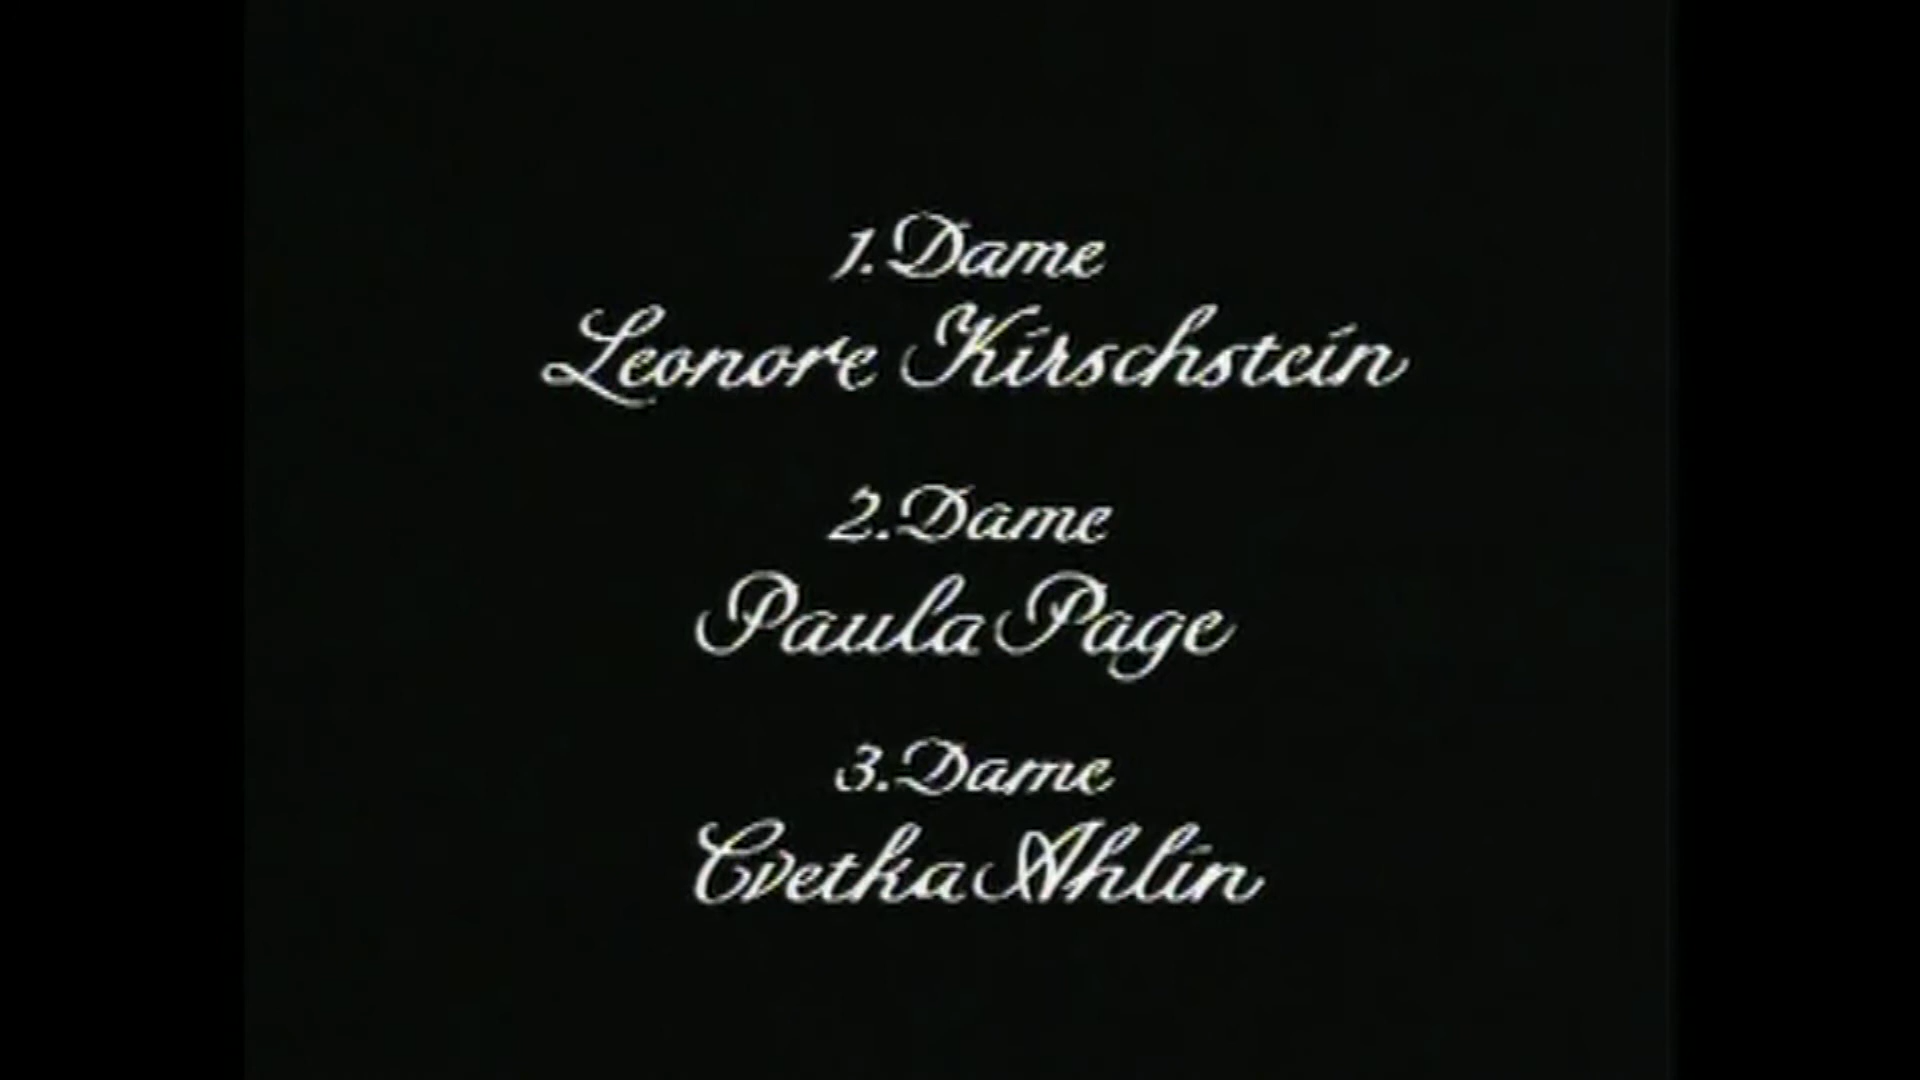 1. Dame
Leonore Kirschstein
2. Dame
Paula Page
3. Dame
Cvetka Ahlin